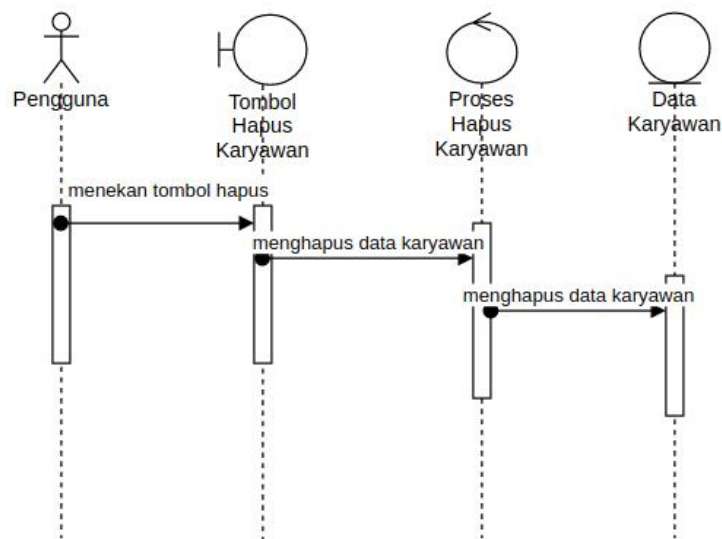 Pengguna
Tombol
Hapus
Karyawan
Proses
Hapus
Karyawan
Data
Karyawan
menekan tombol hapus
menghapus data karyawan
menghapus data karyawan